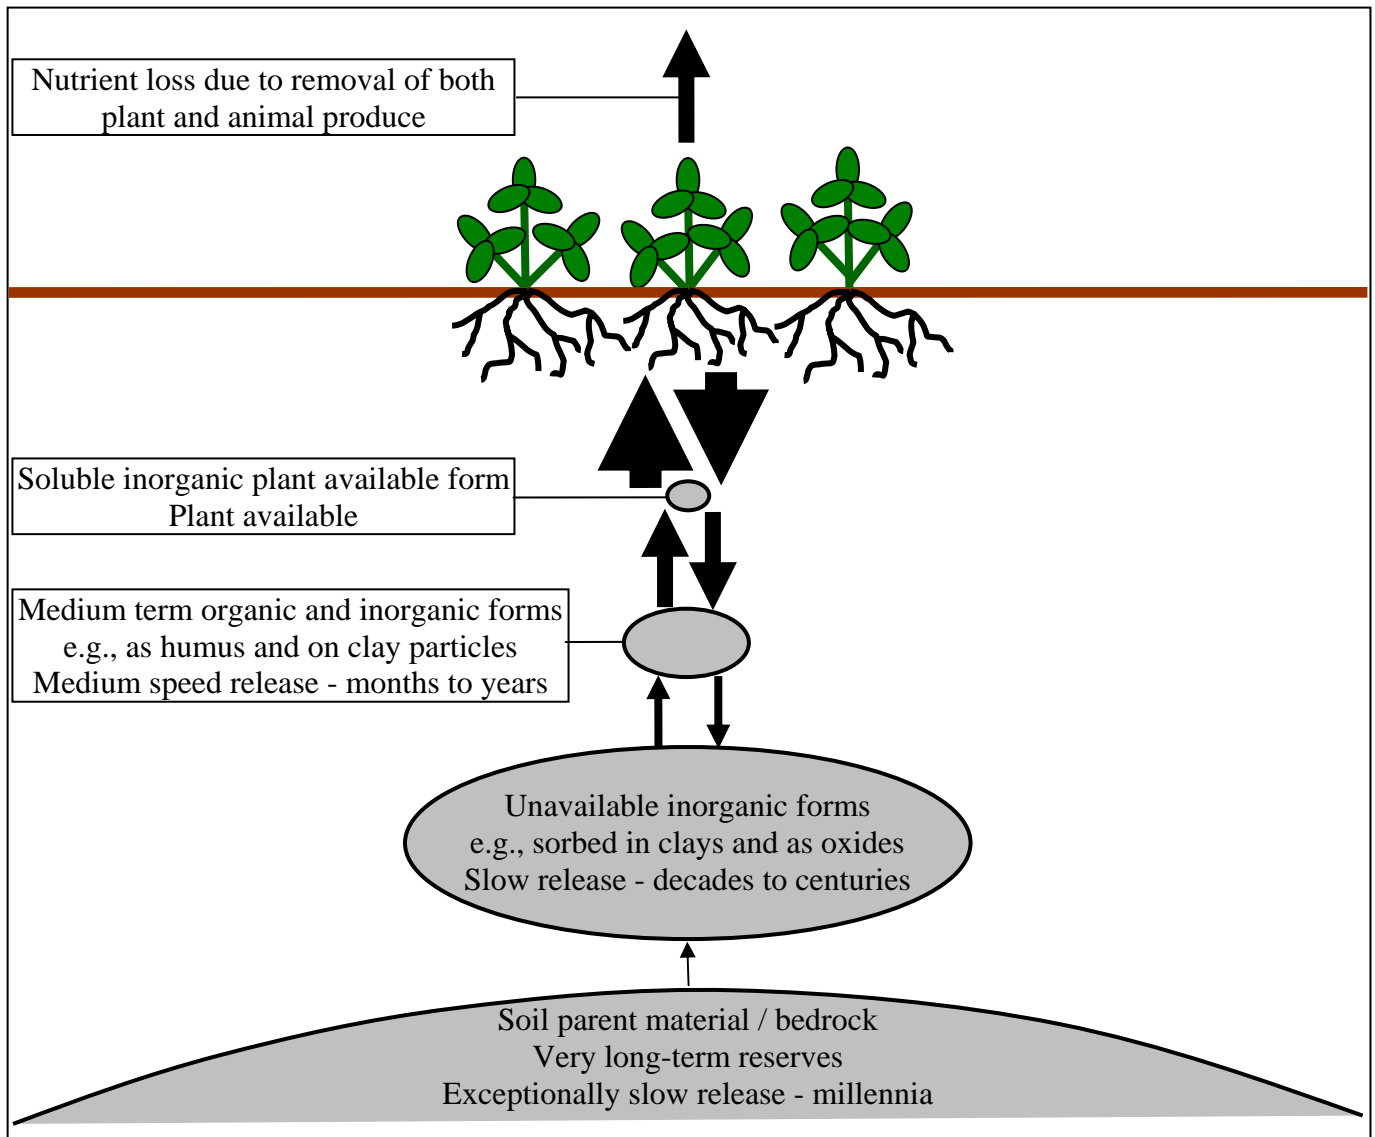 Nutrient loss due to removal of both
plant and animal produce
Soluble inorganic plant available form
Plant available
Medium term organic and inorganic forms
e.g., as humus and on clay particles
Medium speed release - months to years
Unavailable inorganic forms
e.g., sorbed in clays and as oxides
Slow release - decades to centuries
Soil parent material / bedrock
Very long-term reserves
Exceptionally slow release - millennia